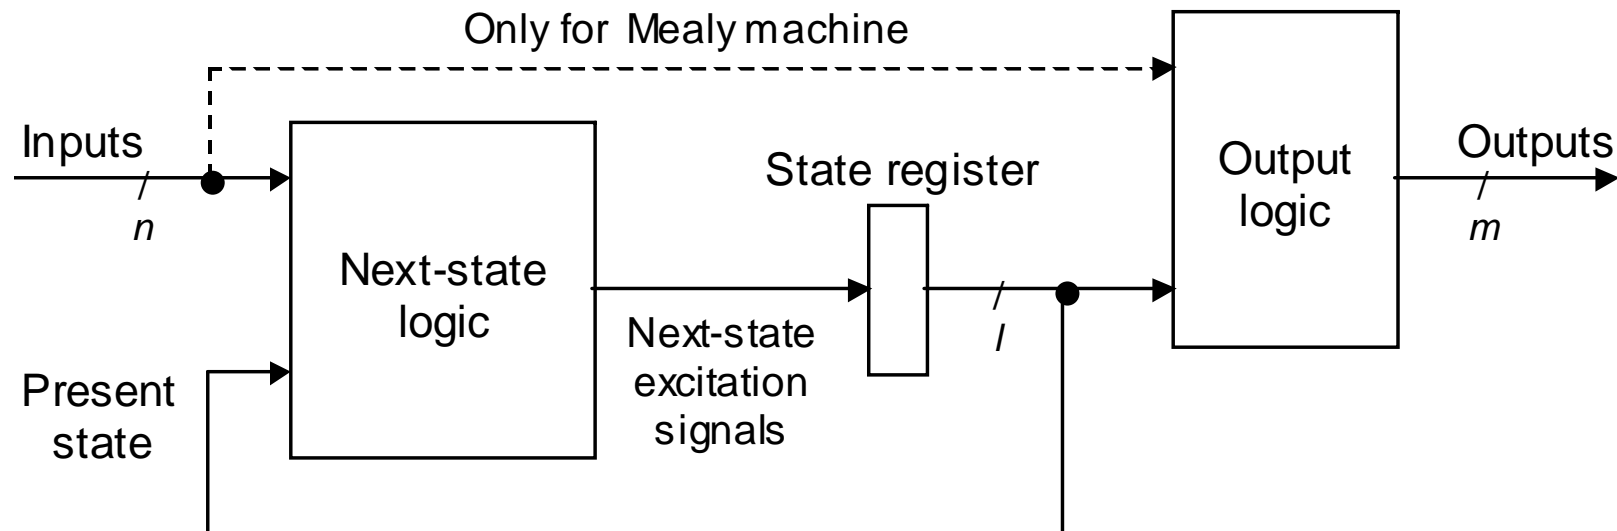 Only for Mealy machine
Inputs
n
Next-state
logic
Present
state
State register
Next-state
excitation
signals
l
Output
logic
Outputs
m